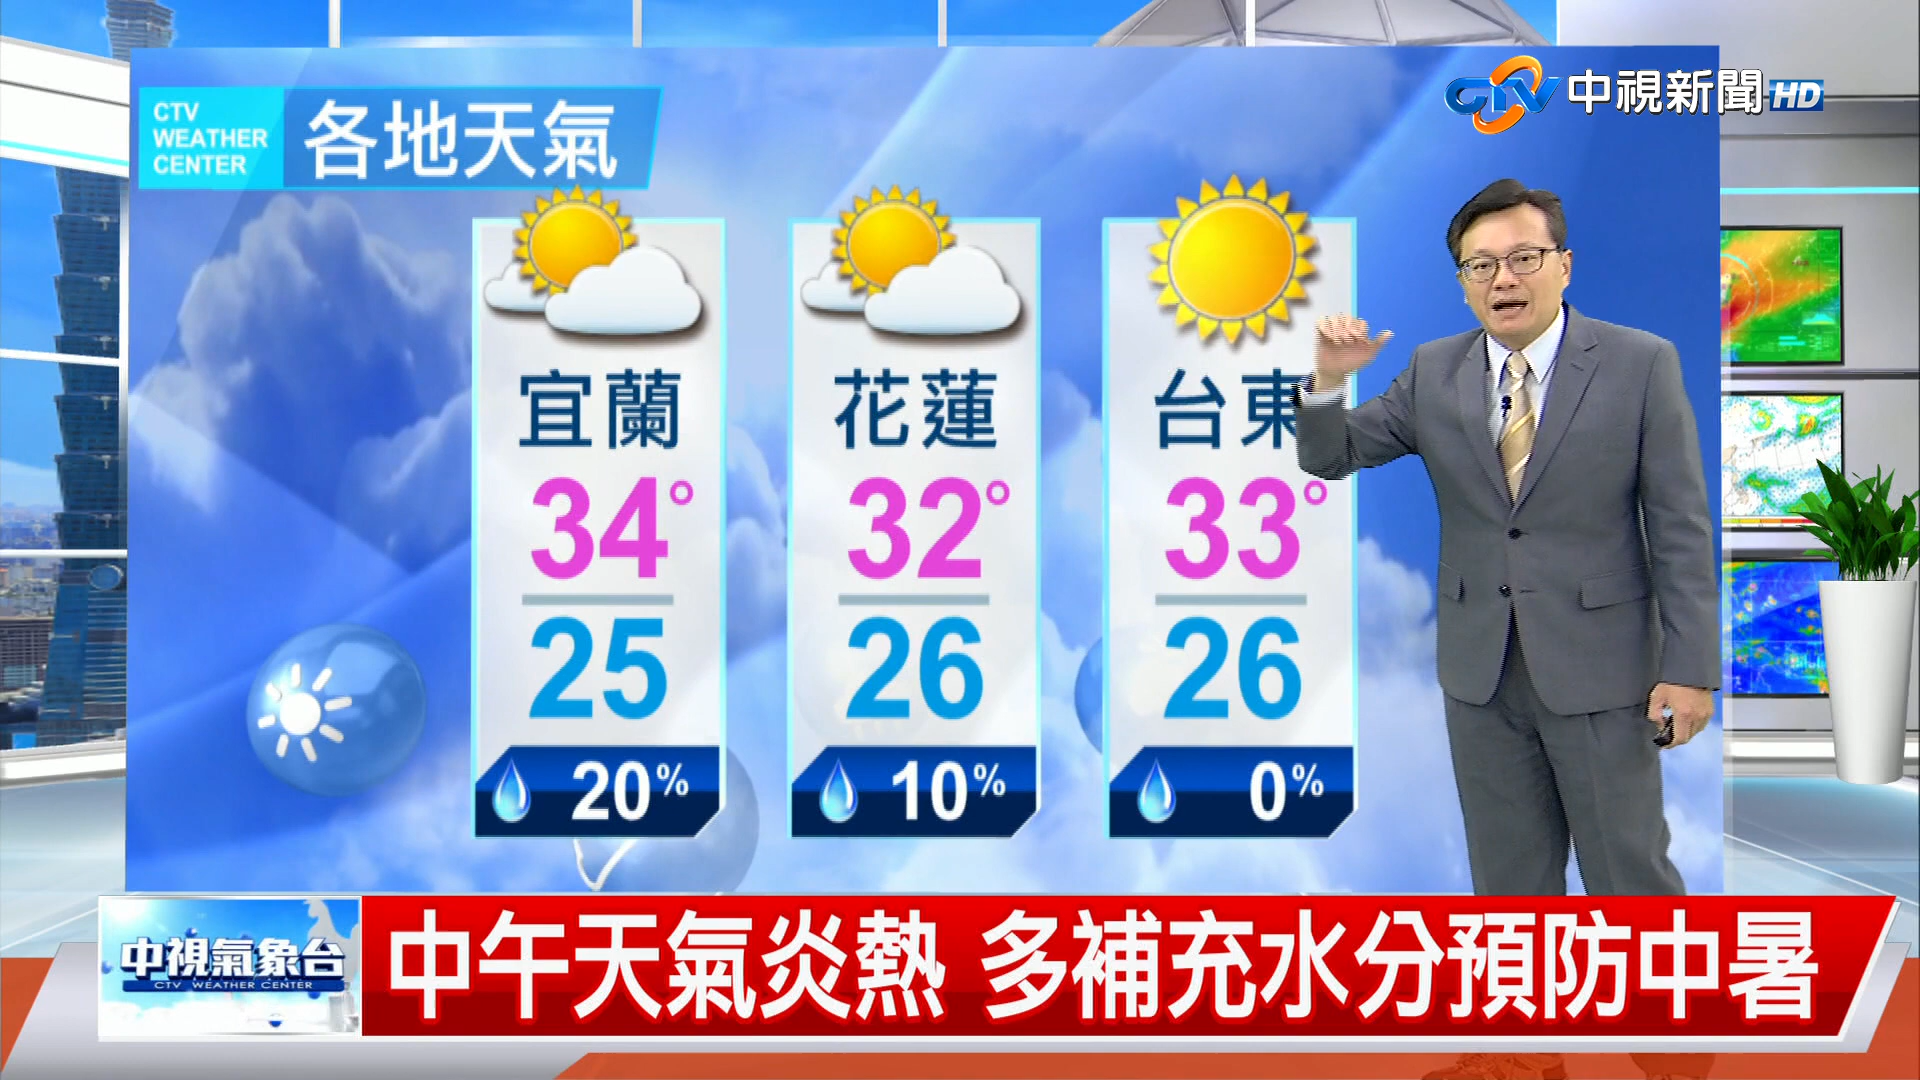 CTV
WEATHER
CENTER
各地天氣
CTV 中視新聞 HD
宜蘭
34°
25
20%
花蓮
32°
26
10%
台東
33°
26
0%
中視氣象台
CTV WEATHER CENTER
中午天氣炎熱 多補充水分預防中暑